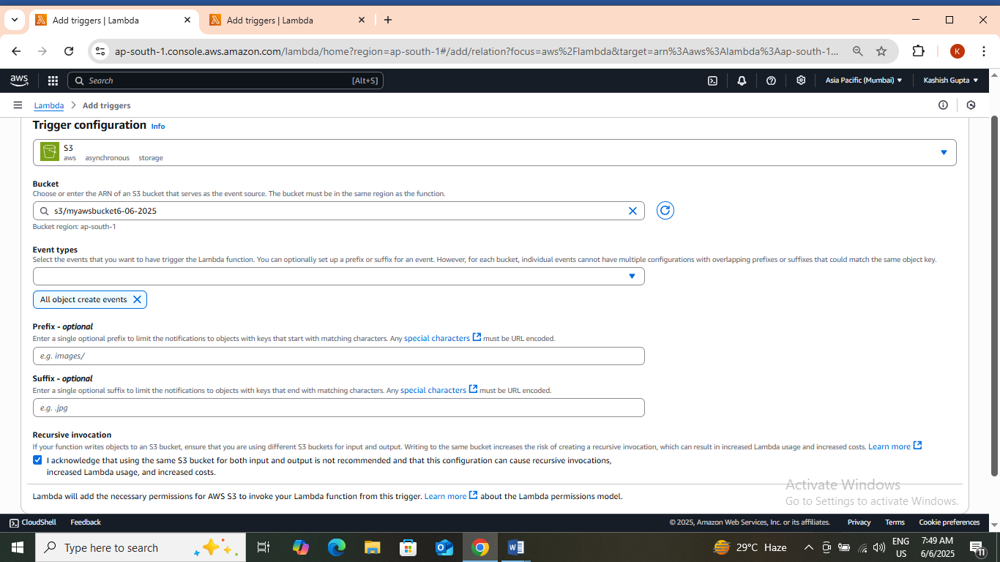 Add triggers | Lambda
Add triggers | Lambda
ap-south-1.console.aws.amazon.com/lambda/home?region=ap-south-1#/add/relation?focus=aws%2Flambda&target=arn%3Aaws%3Alambda%3Aap-south-1...
K
aws
Search [Alt+S]
Asia Pacific (Mumbai)
Kashish Gupta
Lambda > Add triggers
Trigger configuration Info
S3
aws asynchronous storage
Bucket
Choose or enter the ARN of an S3 bucket that serves as the event source. The bucket must be in the same region as the function.
s3/myawsbucket6-06-2025
Bucket region: ap-south-1
Event types
Select the events that you want to have trigger the Lambda function. You can optionally set up a prefix or suffix for an event. However, for each bucket, individual events cannot have multiple configurations with overlapping prefixes or suffixes that could match the same object key.
All object create events
Prefix - optional
Enter a single optional prefix to limit the notifications to objects with keys that start with matching characters. Any special characters must be URL encoded.
e.g. images/
Suffix - optional
Enter a single optional suffix to limit the notifications to objects with keys that end with matching characters. Any special characters must be URL encoded.
e.g. .jpg
Recursive invocation
If your function writes objects to an S3 bucket, ensure that you are using different S3 buckets for input and output. Writing to the same bucket increases the risk of creating a recursive invocation, which can result in increased Lambda usage and increased costs. Learn more
I acknowledge that using the same S3 bucket for both input and output is not recommended and that this configuration can cause recursive invocations,
increased Lambda usage, and increased costs.
Lambda will add the necessary permissions for AWS S3 to invoke your Lambda function from this trigger. Learn more about the Lambda permissions model.
Activate Windows
Go to Settings to activate Windows.
CloudShell Feedback © 2025, Amazon Web Services, Inc. or its affiliates. Privacy Terms Cookie preferences
Type here to search
29°C Haze
ENG
US
7:49 AM
6/6/2025
11